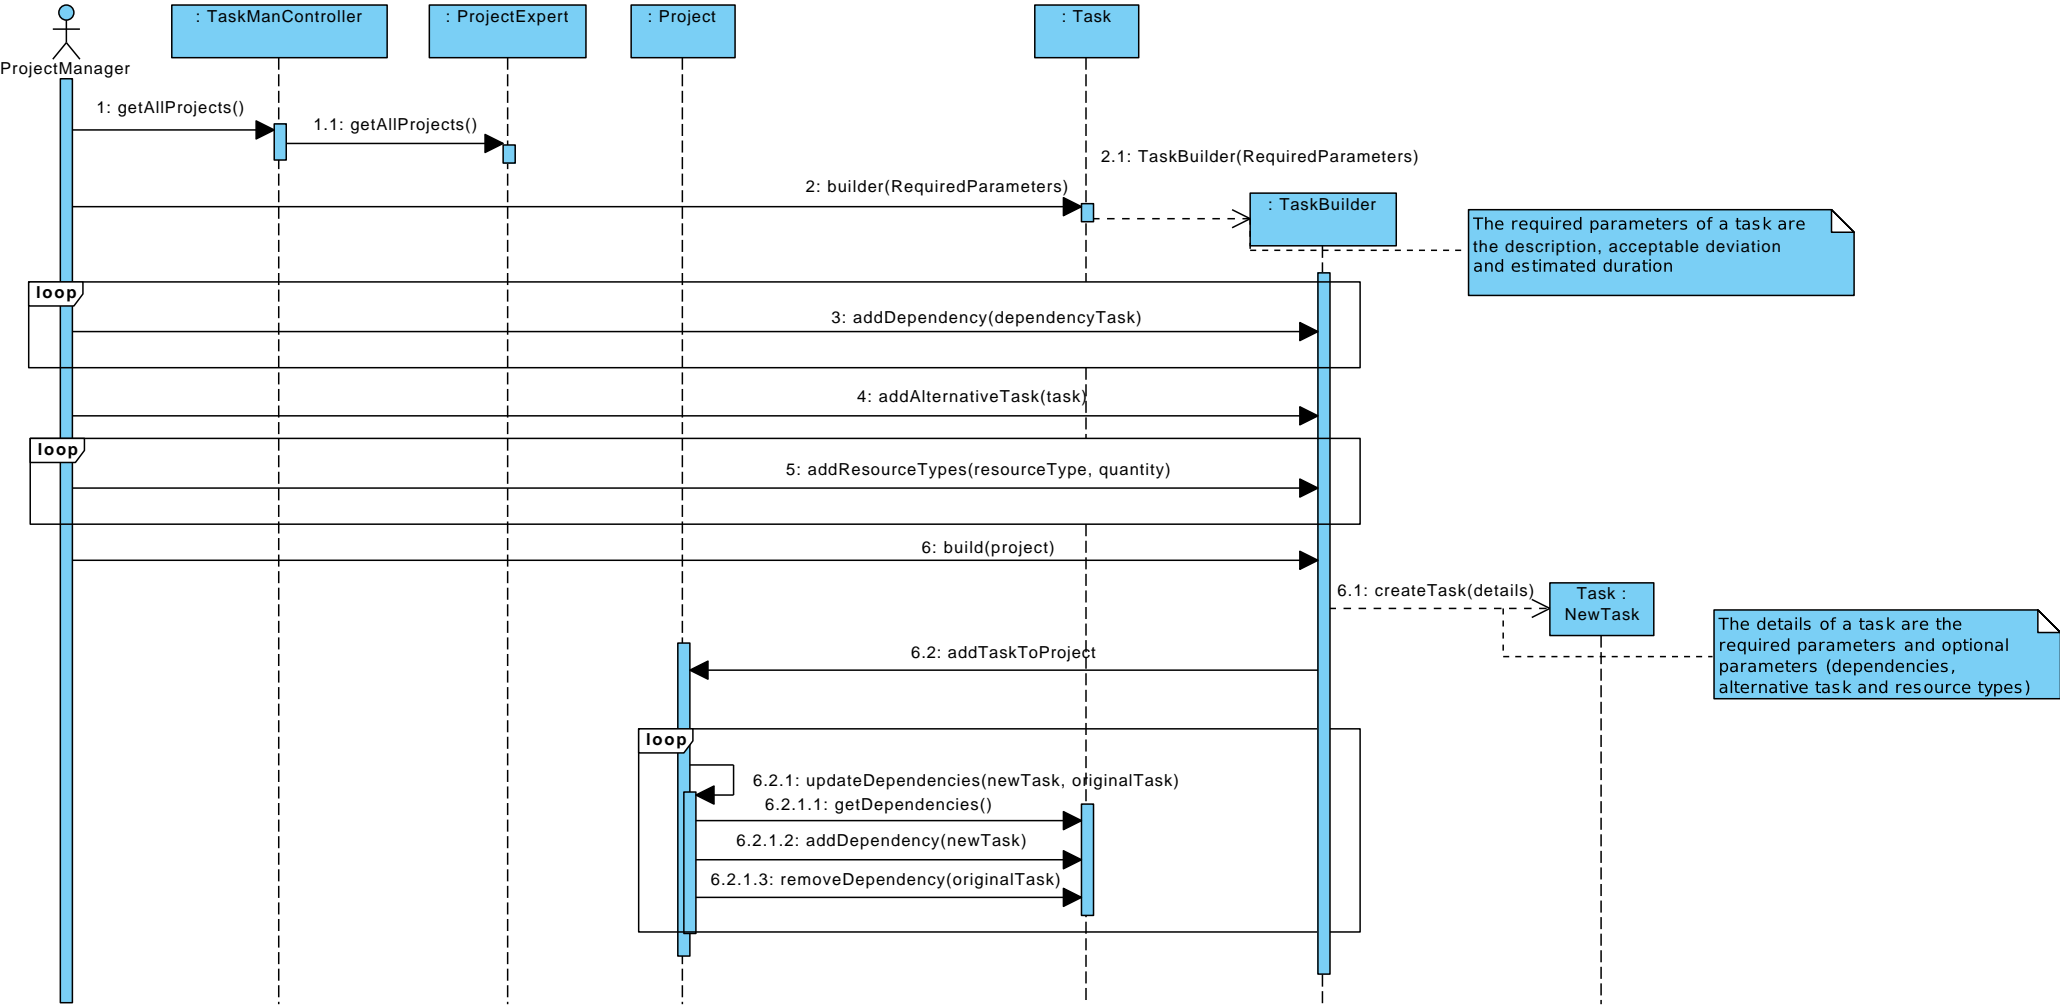 : TaskManController
: ProjectExpert
: Project
: Task
ProjectManager
1: getAllProjects()
1.1: getAllProjects()
2.1: TaskBuilder(RequiredParameters)
2: builder(RequiredParameters)
: TaskBuilder
The required parameters of a task are
the description, acceptable deviation
and estimated duration
loop
3: addDependency(dependencyTask)
4: addAlternativeTask(task)
loop
5: addResourceTypes(resourceType, quantity)
6: build(project)
6.1: createTask(details)
Task :
NewTask
The details of a task are the
required parameters and optional
parameters (dependencies,
alternative task and resource types)
6.2: addTaskToProject
loop
6.2.1: updateDependencies(newTask, originalTask)
6.2.1.1: getDependencies()
6.2.1.2: addDependency(newTask)
6.2.1.3: removeDependency(originalTask)